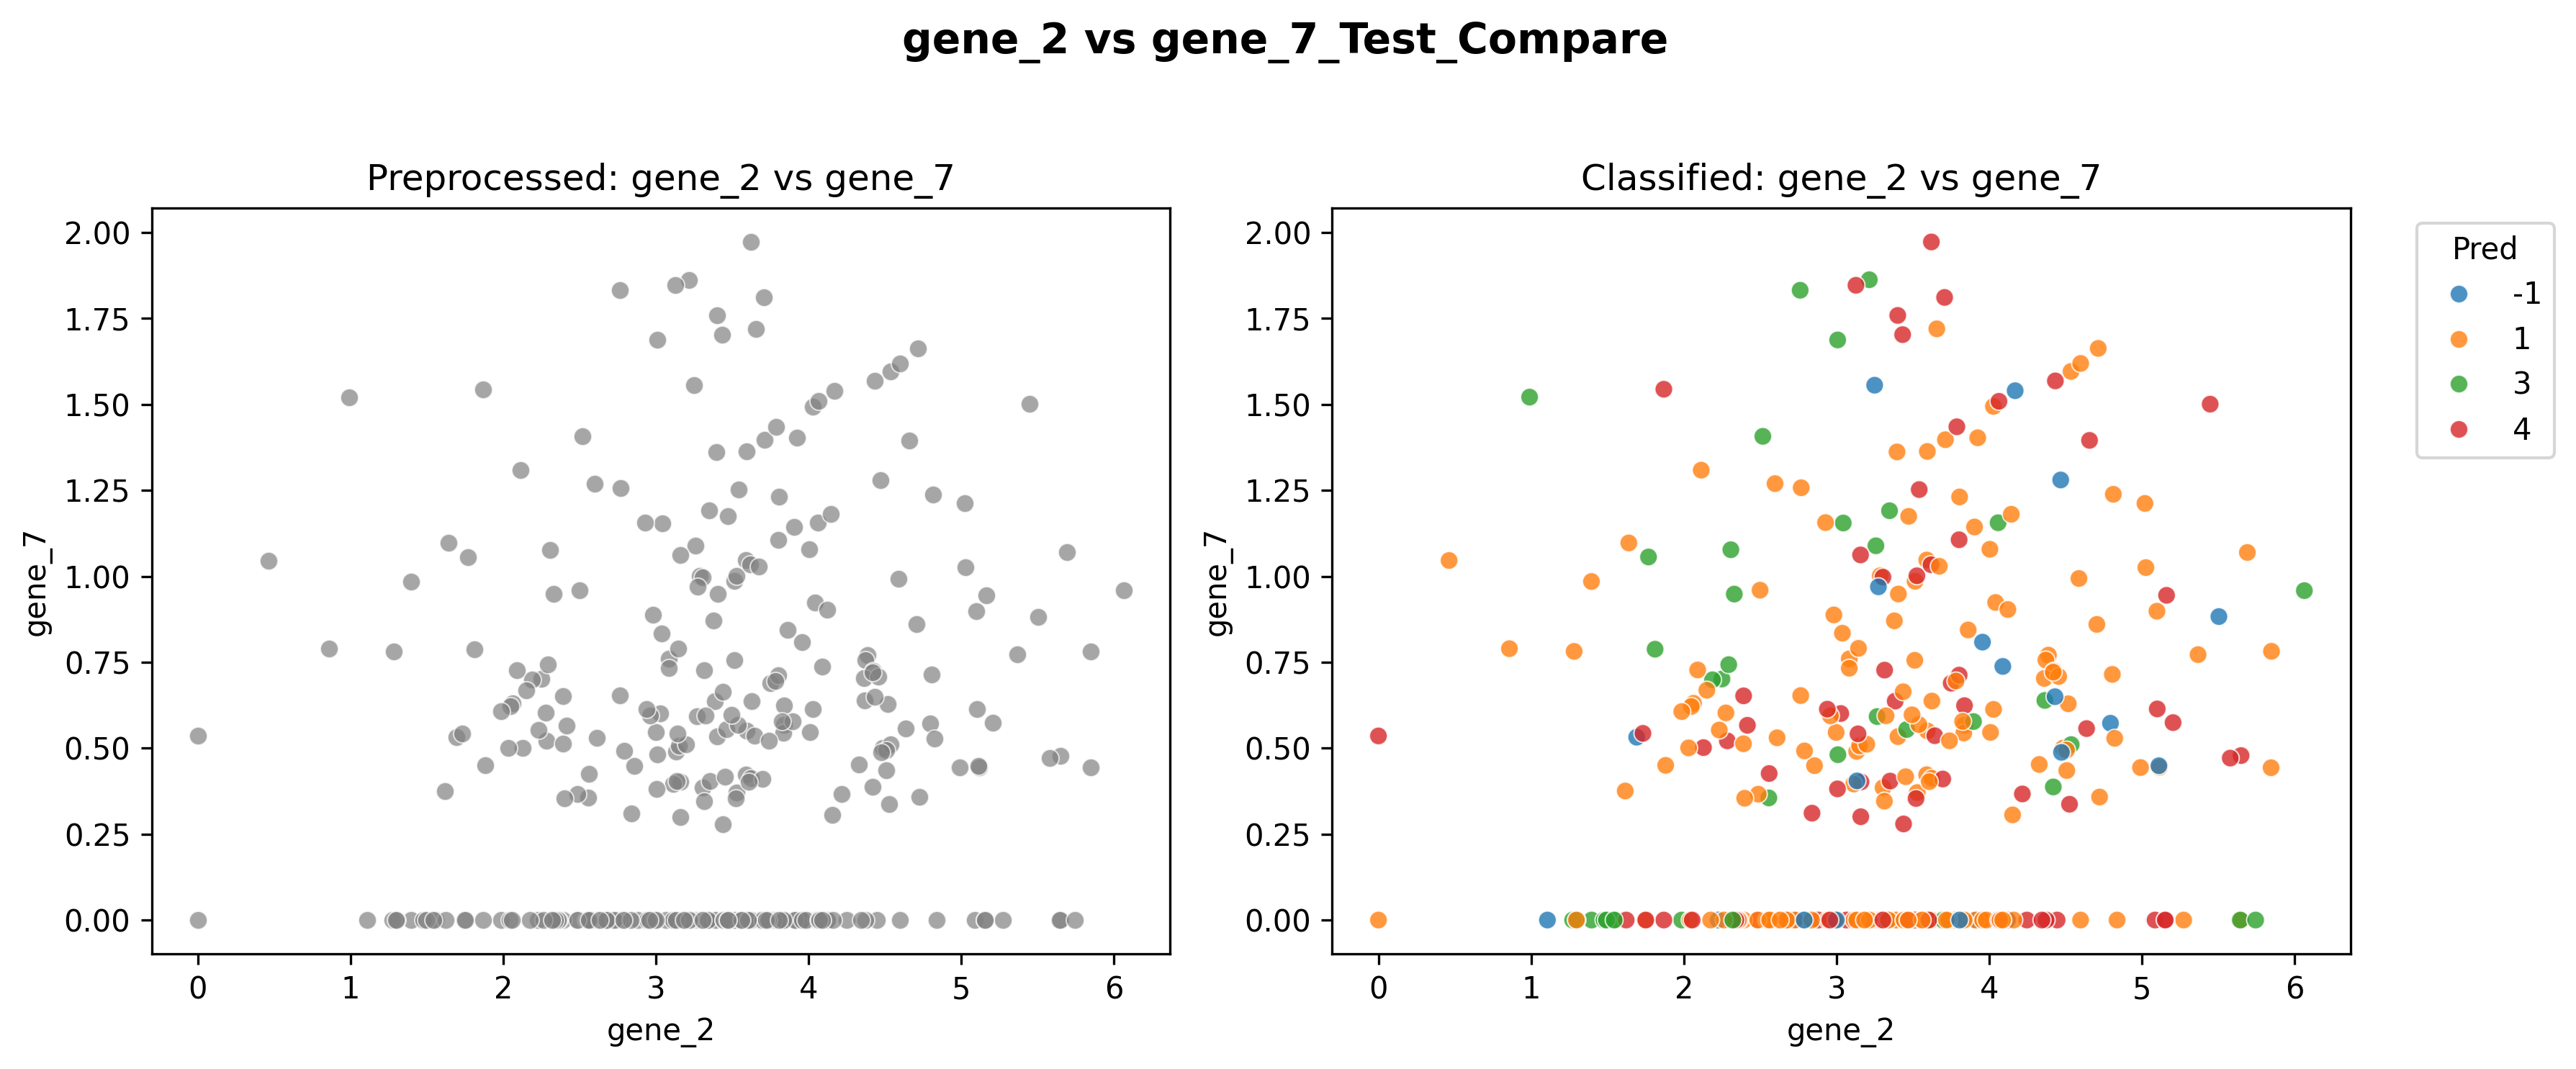 gene_2 vs gene_7_Test_Compare
Preprocessed: gene_2 vs gene_7
2.00
1.75
1.50
1.25
1.00
0.75
0.50
0.25
0.00
gene_7
0 1 2 3 4 5 6
gene_2
Classified: gene_2 vs gene_7
2.00
1.75
1.50
1.25
1.00
0.75
0.50
0.25
0.00
gene_7
0 1 2 3 4 5 6
gene_2
Pred
-1
1
3
4